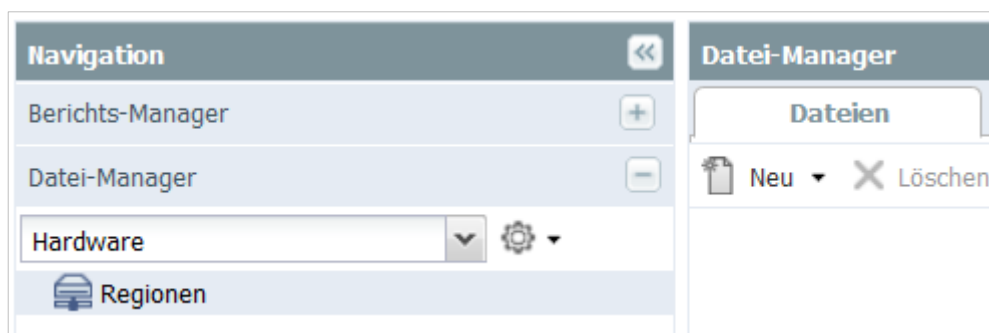 Navigation
Berichts-Manager
Datei-Manager
Hardware
Regionen
Datei-Manager
Dateien
Neu
Löschen